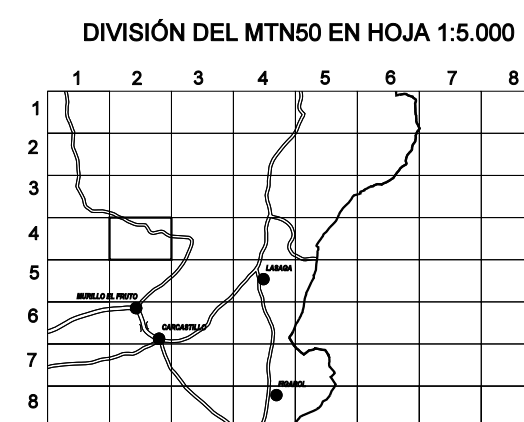 DIVISIÓN DEL MTN50 EN HOJA 1:5.000
1 2 3 4 5 6 7 8
1
2
3
4
5
LASAGA
MURILLO EL FRUTO
6
CARCASTILLO
7
FIGAROL
8